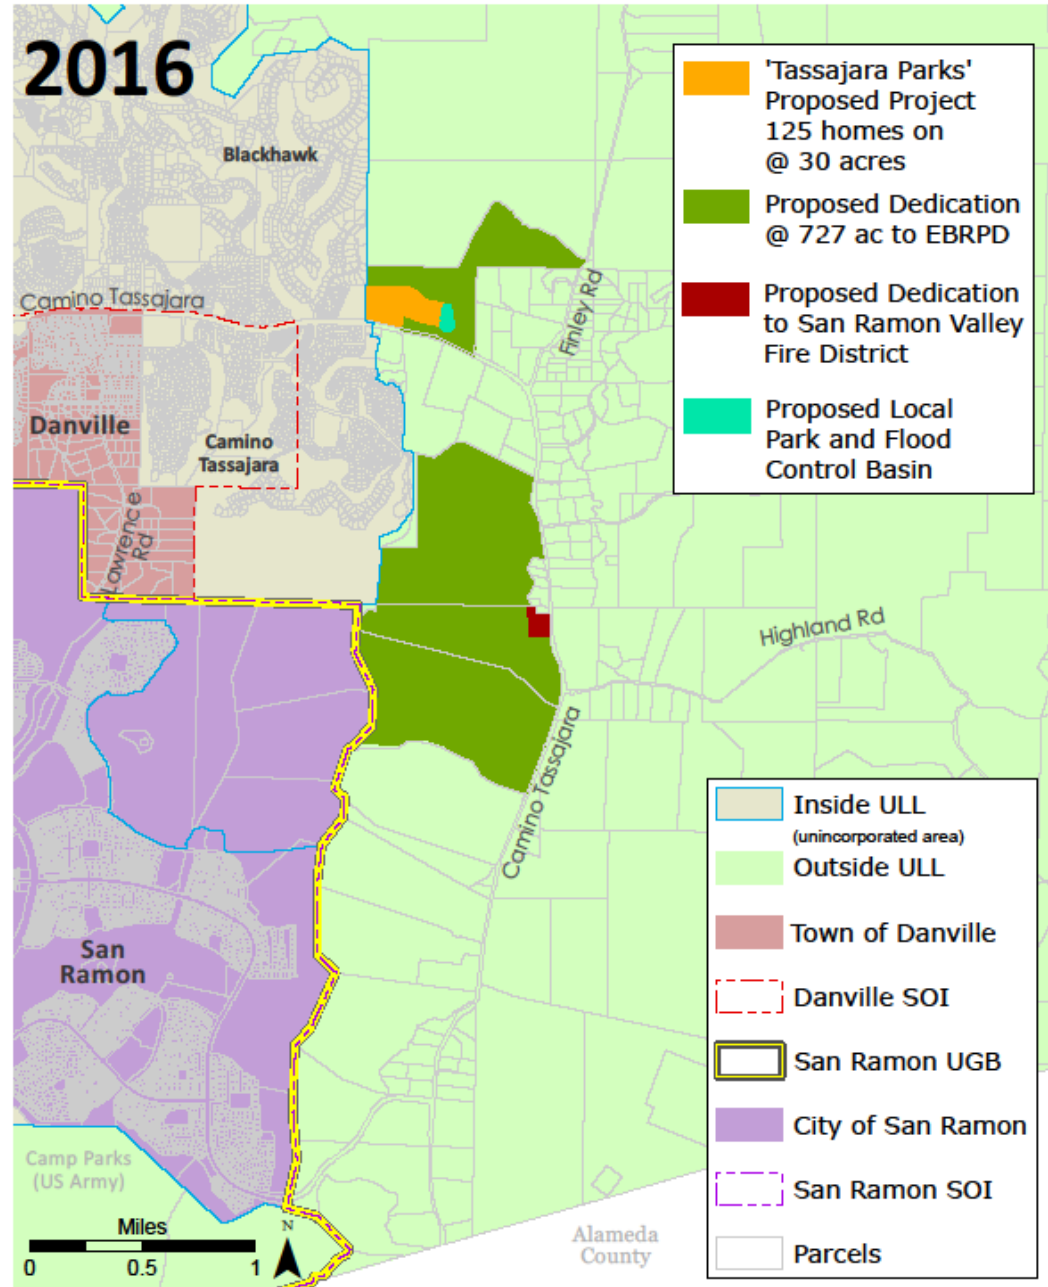 2016
Blackhawk
Camino Tassajara
Danville
Camino
Tassajara
Lawrence
Rd
Finley Rd
Highland Rd
Camino Tassajara
San
Ramon
Camp Parks
(US Army)
Alameda
County
Miles
0 0.5 1
N
'Tassajara Parks'
Proposed Project
125 homes on
@ 30 acres
Proposed Dedication
@ 727 ac to EBRPD
Proposed Dedication
to San Ramon Valley
Fire District
Proposed Local
Park and Flood
Control Basin
Inside ULL
(unincorporated area)
Outside ULL
Town of Danville
Danville SOI
San Ramon UGB
City of San Ramon
San Ramon SOI
Parcels